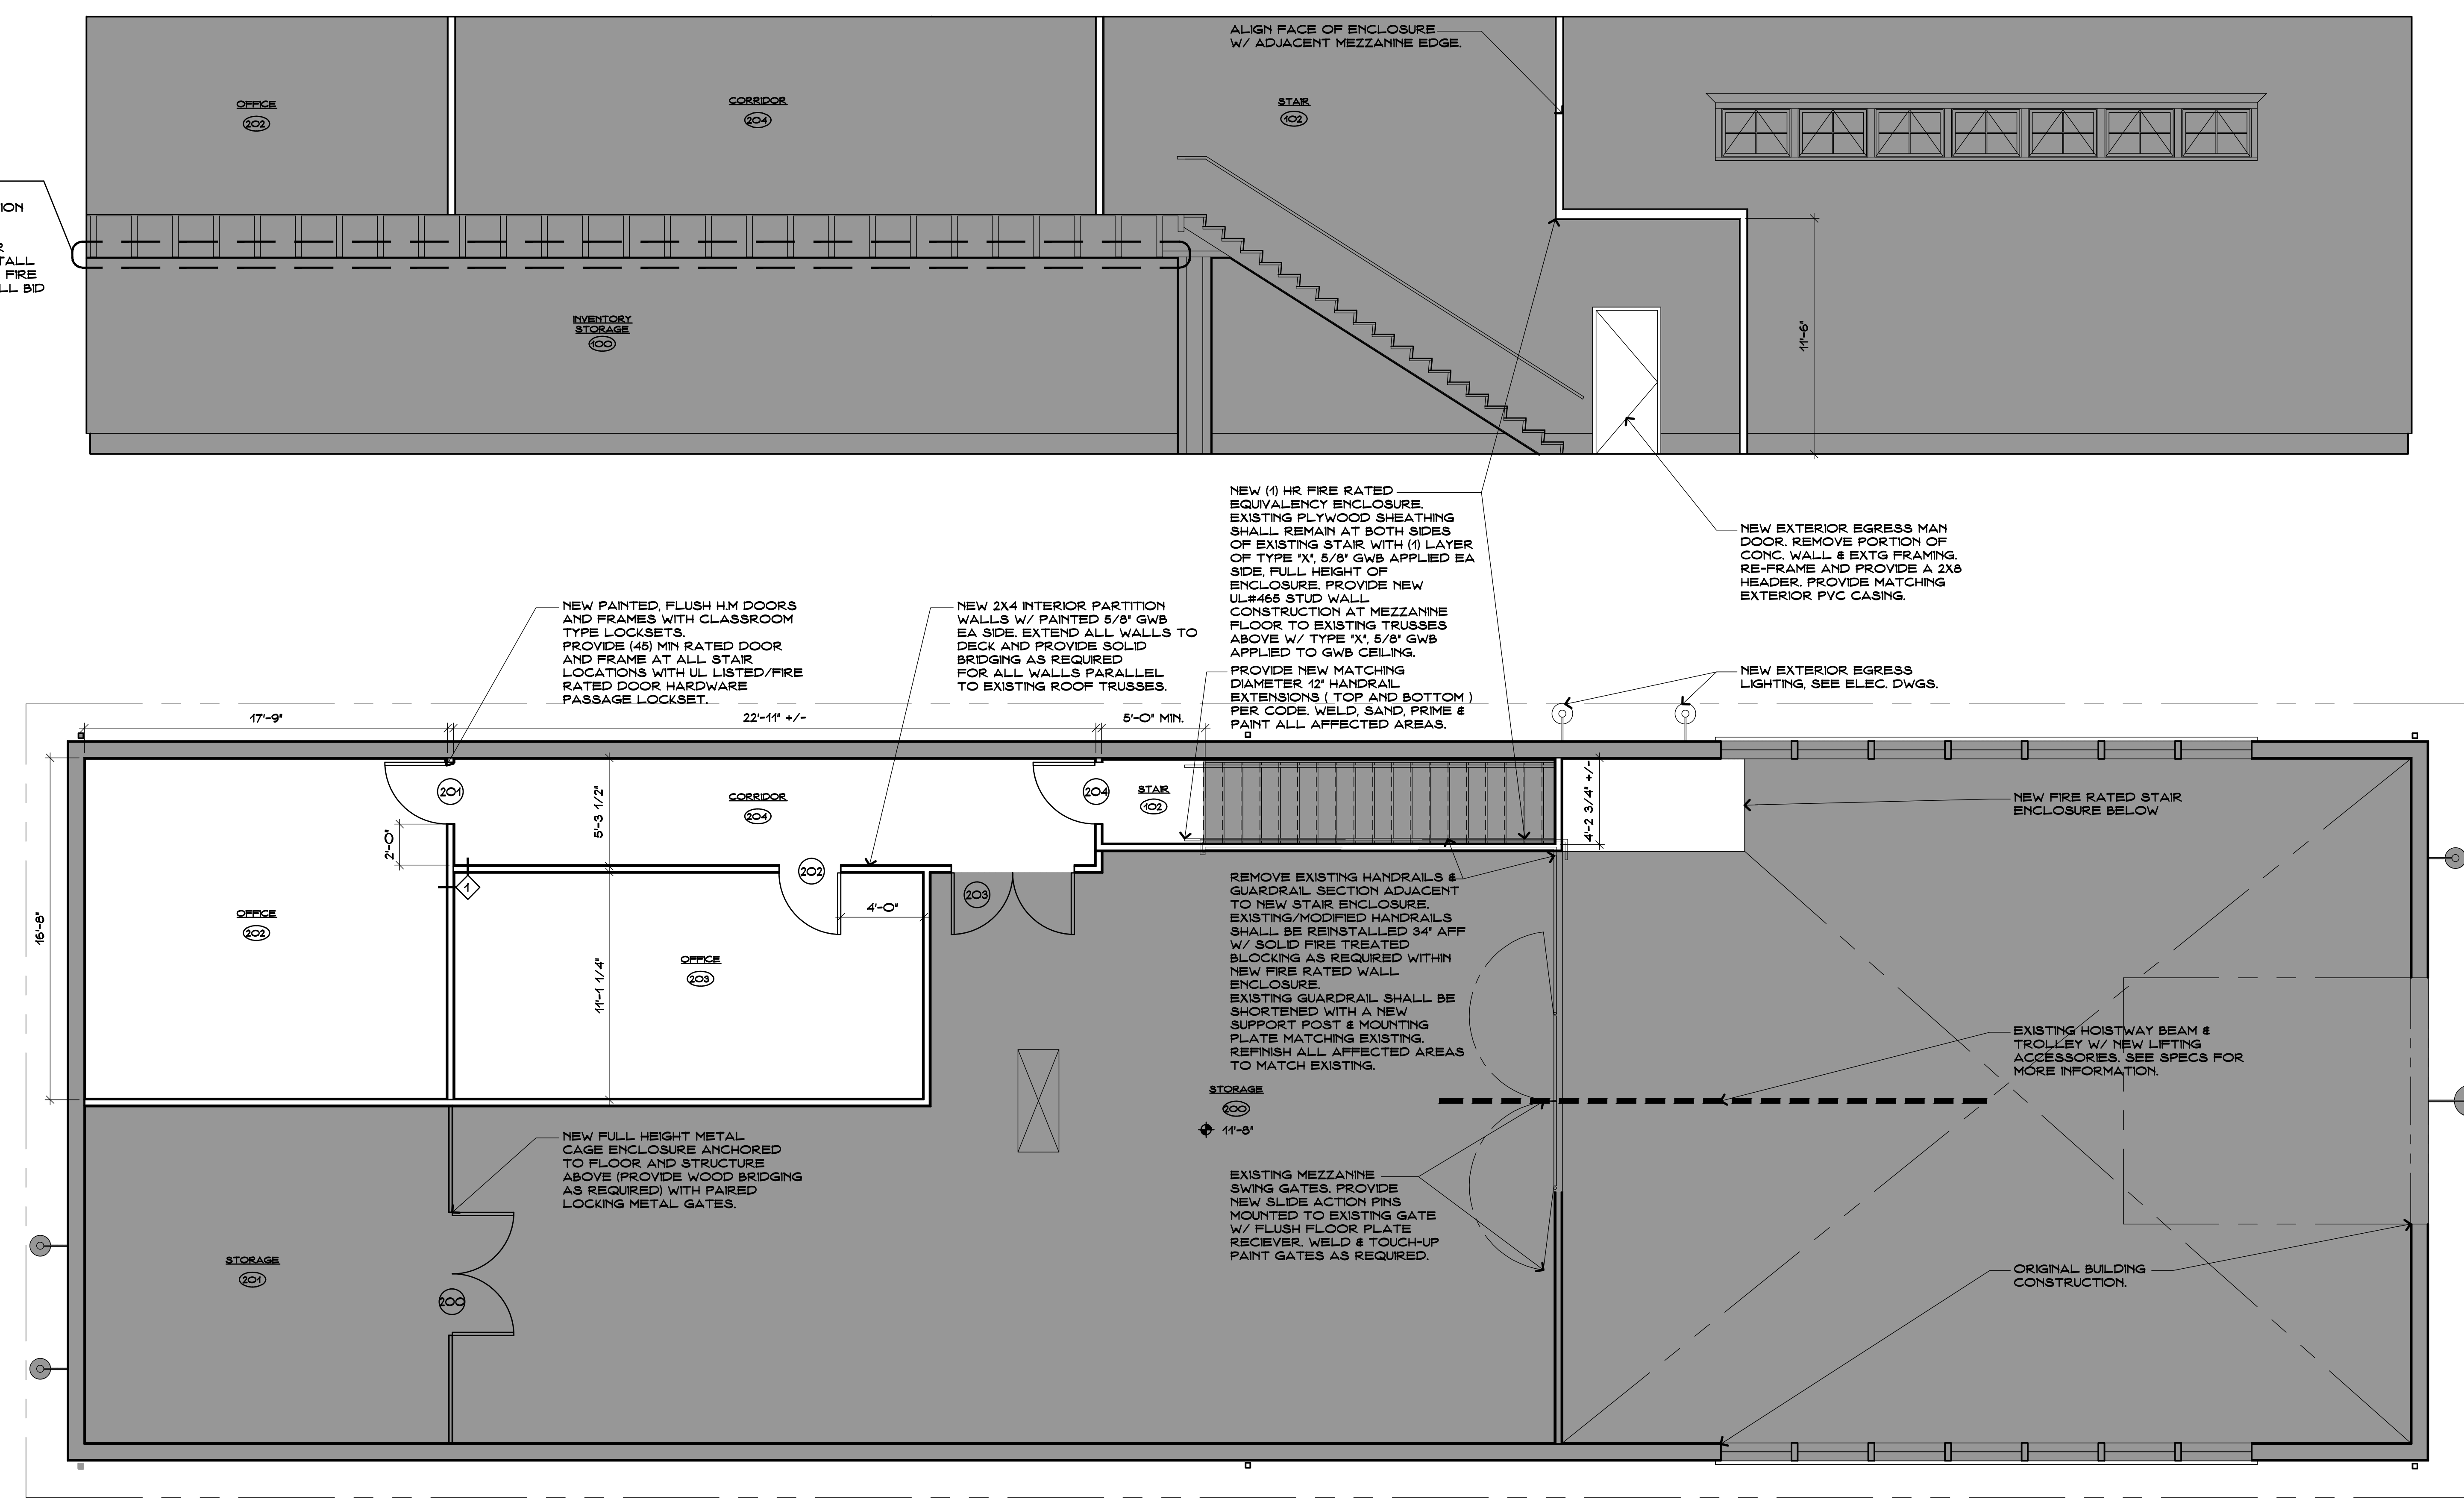 ALIGN FACE OF ENCLOSURE
W/ ADJACENT MEZZANINE EDGE.
OFFICE
202
CORRIDOR
204
STAIR
102
ION
R
TALL
FIRE
LL BID
INVENTORY
STORAGE
100
11'-6"
NEW (1) HR FIRE RATED
EQUIVALENCY ENCLOSURE.
EXISTING PLYWOOD SHEATHING
SHALL REMAIN AT BOTH SIDES
OF EXISTING STAIR WITH (1) LAYER
OF TYPE "X", 5/8" GWB APPLIED EA
SIDE, FULL HEIGHT OF
ENCLOSURE. PROVIDE NEW
UL#465 STUD WALL
CONSTRUCTION AT MEZZANINE
FLOOR TO EXISTING TRUSSES
ABOVE W/ TYPE "X", 5/8" GWB
APPLIED TO GWB CEILING.
NEW EXTERIOR EGRESS MAN
DOOR. REMOVE PORTION OF
CONC. WALL & EXTG FRAMING.
RE-FRAME AND PROVIDE A 2X8
HEADER. PROVIDE MATCHING
EXTERIOR PVC CASING.
NEW PAINTED, FLUSH H.M DOORS
AND FRAMES WITH CLASSROOM
TYPE LOCKSETS.
PROVIDE (45) MIN RATED DOOR
AND FRAME AT ALL STAIR
LOCATIONS WITH UL LISTED/FIRE
RATED DOOR HARDWARE
PASSAGE LOCKSET.
NEW 2X4 INTERIOR PARTITION
WALLS W/ PAINTED 5/8" GWB
EA SIDE. EXTEND ALL WALLS TO
DECK AND PROVIDE SOLID
BRIDGING AS REQUIRED
FOR ALL WALLS PARALLEL
TO EXISTING ROOF TRUSSES.
PROVIDE NEW MATCHING
DIAMETER 12" HANDRAIL
EXTENSIONS ( TOP AND BOTTOM )
PER CODE. WELD, SAND, PRIME &
PAINT ALL AFFECTED AREAS.
NEW EXTERIOR EGRESS
LIGHTING, SEE ELEC. DWGS.
17'-9"
22'-11" +/-
5'-0" MIN.
201
2'-0"
5'-3 1/2"
CORRIDOR
204
204
STAIR
102
4'-2 3/4" +/-
NEW FIRE RATED STAIR
ENCLOSURE BELOW
1
202
203
4'-0"
16'-8"
OFFICE
202
11'-1 1/4"
OFFICE
203
REMOVE EXISTING HANDRAILS &
GUARDRAIL SECTION ADJACENT
TO NEW STAIR ENCLOSURE.
EXISTING/MODIFIED HANDRAILS
SHALL BE REINSTALLED 34" AFF
W/ SOLID FIRE TREATED
BLOCKING AS REQUIRED WITHIN
NEW FIRE RATED WALL
ENCLOSURE.
EXISTING GUARDRAIL SHALL BE
SHORTENED WITH A NEW
SUPPORT POST & MOUNTING
PLATE MATCHING EXISTING.
REFINISH ALL AFFECTED AREAS
TO MATCH EXISTING.
EXISTING HOISTWAY BEAM &
TROLLEY W/ NEW LIFTING
ACCESSORIES. SEE SPECS FOR
MORE INFORMATION.
STORAGE
200
11'-8"
NEW FULL HEIGHT METAL
CAGE ENCLOSURE ANCHORED
TO FLOOR AND STRUCTURE
ABOVE (PROVIDE WOOD BRIDGING
AS REQUIRED) WITH PAIRED
LOCKING METAL GATES.
EXISTING MEZZANINE
SWING GATES. PROVIDE
NEW SLIDE ACTION PINS
MOUNTED TO EXISTING GATE
W/ FLUSH FLOOR PLATE
RECIEVER. WELD & TOUCH-UP
PAINT GATES AS REQUIRED.
STORAGE
201
200
ORIGINAL BUILDING
CONSTRUCTION.